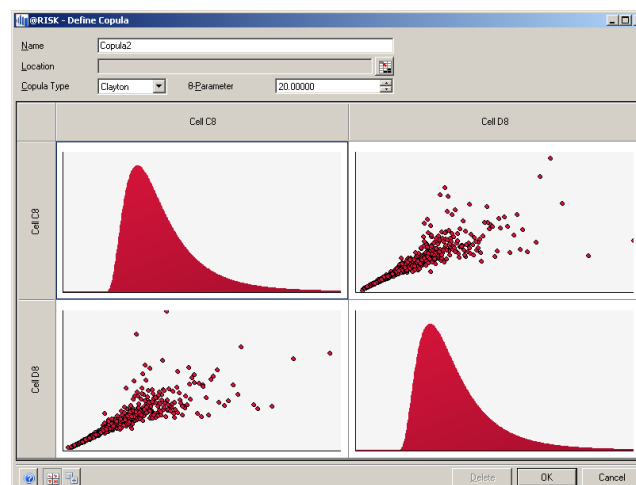 @RISK - Define Copula
Name Copula2
Location
Copula Type Clayton θ-Parameter 20.00000
Cell C8 Cell D8
Cell C8
Cell D8
Delete OK Cancel